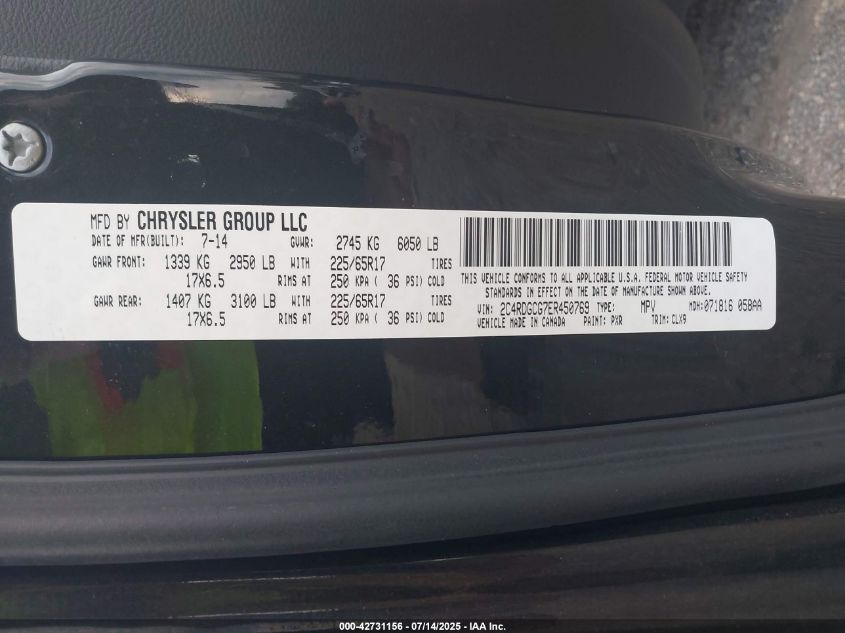 MFD BY CHRYSLER GROUP LLC
DATE OF MFR(BUILT): 7-14 GVWR: 2745 KG 6050 LB
GAWR FRONT: 1339 KG 2950 LB WITH 225/65R17 TIRES
17X6.5 RIMS AT 250 KPA ( 36 PSI) COLD
GAWR REAR: 1407 KG 3100 LB WITH 225/65R17 TIRES
17X6.5 RIMS AT 250 KPA ( 36 PSI) COLD
THIS VEHICLE CONFORMS TO ALL APPLICABLE U.S.A. FEDERAL MOTOR VEHICLE SAFETY
STANDARDS IN EFFECT ON THE DATE OF MANUFACTURE SHOWN ABOVE.
VIN: 2C4RDGCG7ER450769 TYPE: MPV MDH:071816 058AA
VEHICLE MADE IN CANADA PAINT: PXR TRIM:CLX9
000-42731156 - 07/14/2025 - IAA Inc.